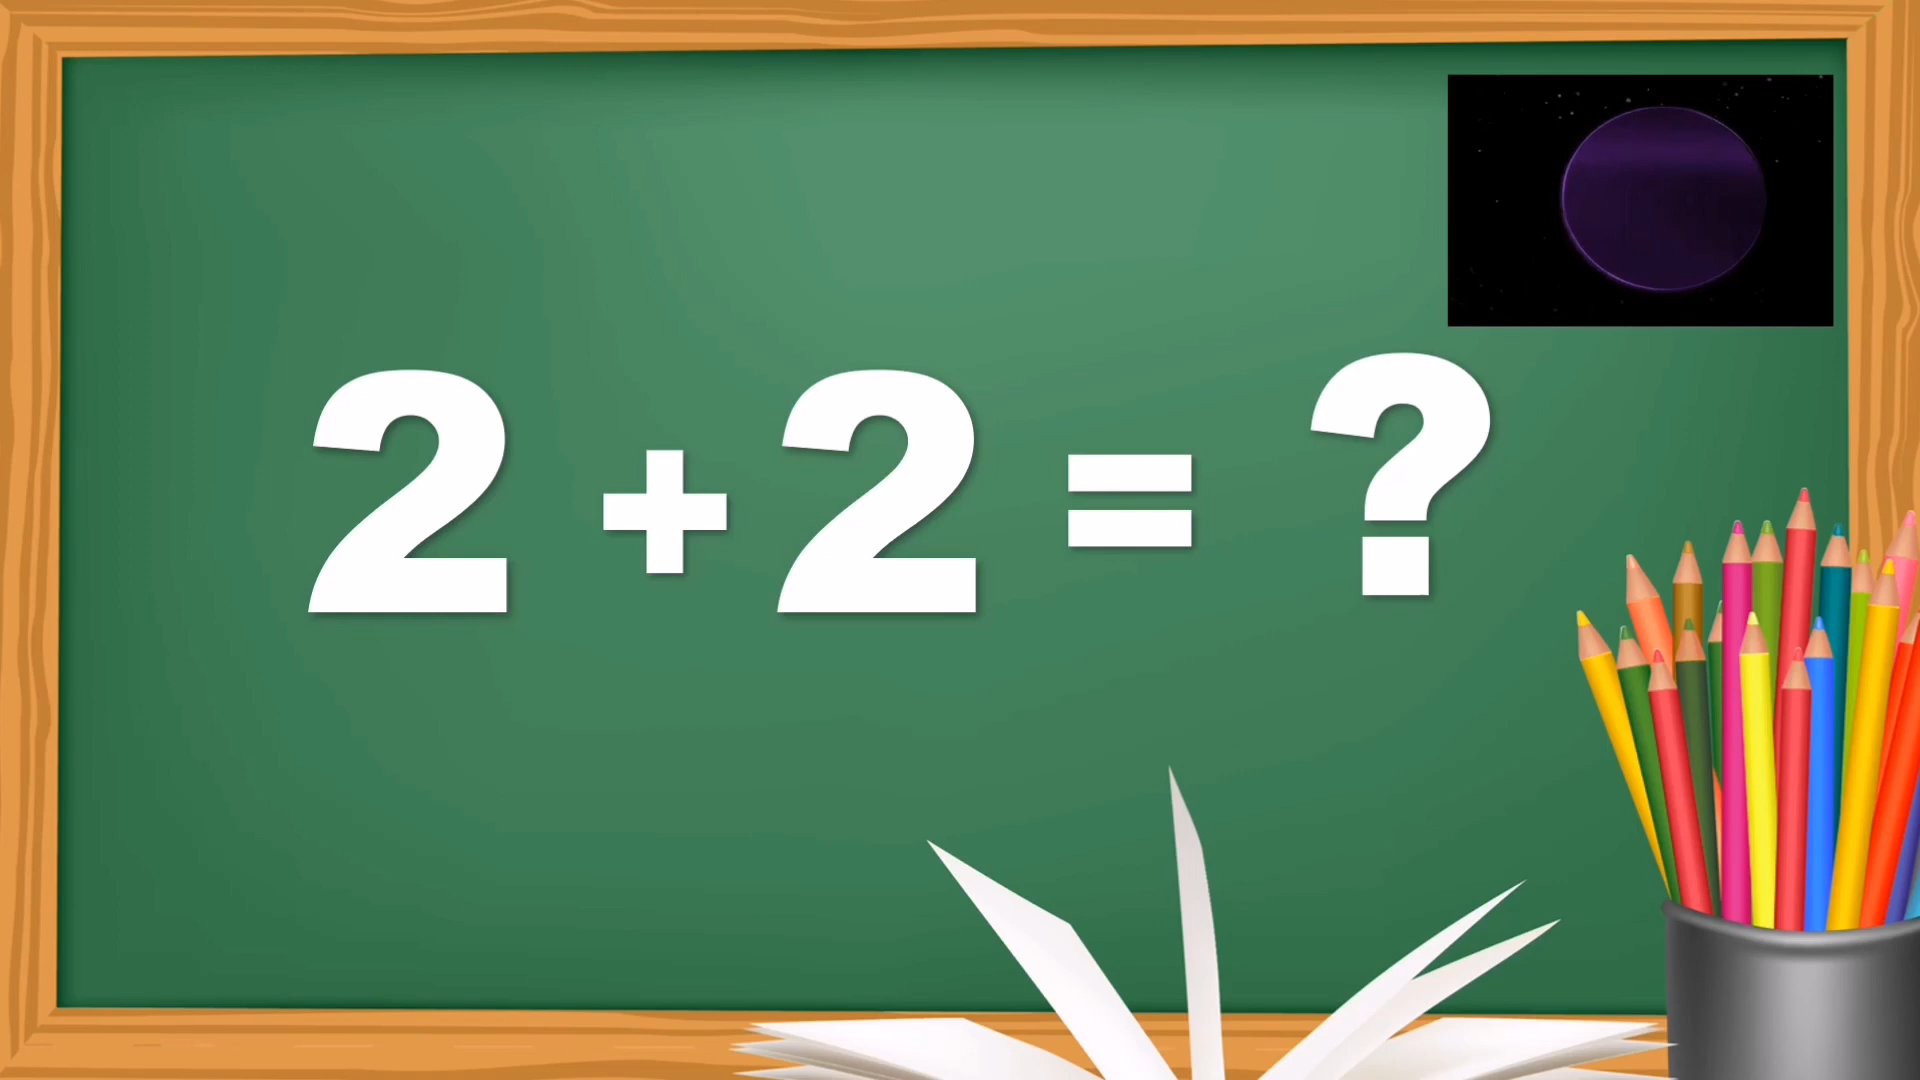 2 + 2 = ?